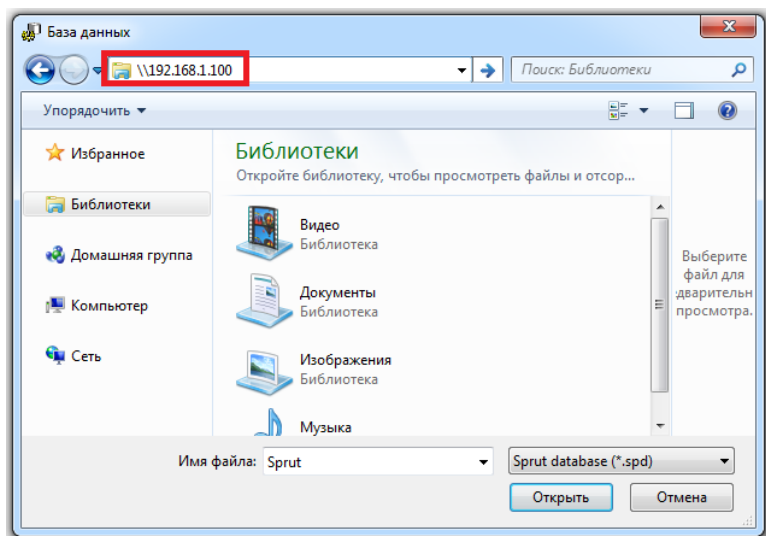 База данных
\\192.168.1.100
Поиск: Библиотеки
Упорядочить
Избранное
Библиотеки
Домашняя группа
Компьютер
Сеть
Библиотеки
Откройте библиотеку, чтобы просмотреть файлы и отсор...
Видео
Библиотека
Документы
Библиотека
Изображения
Библиотека
Музыка
Выберите
файл для
дварительн
просмотра.
Имя файла: Sprut
Sprut database (*.spd)
Открыть
Отмена